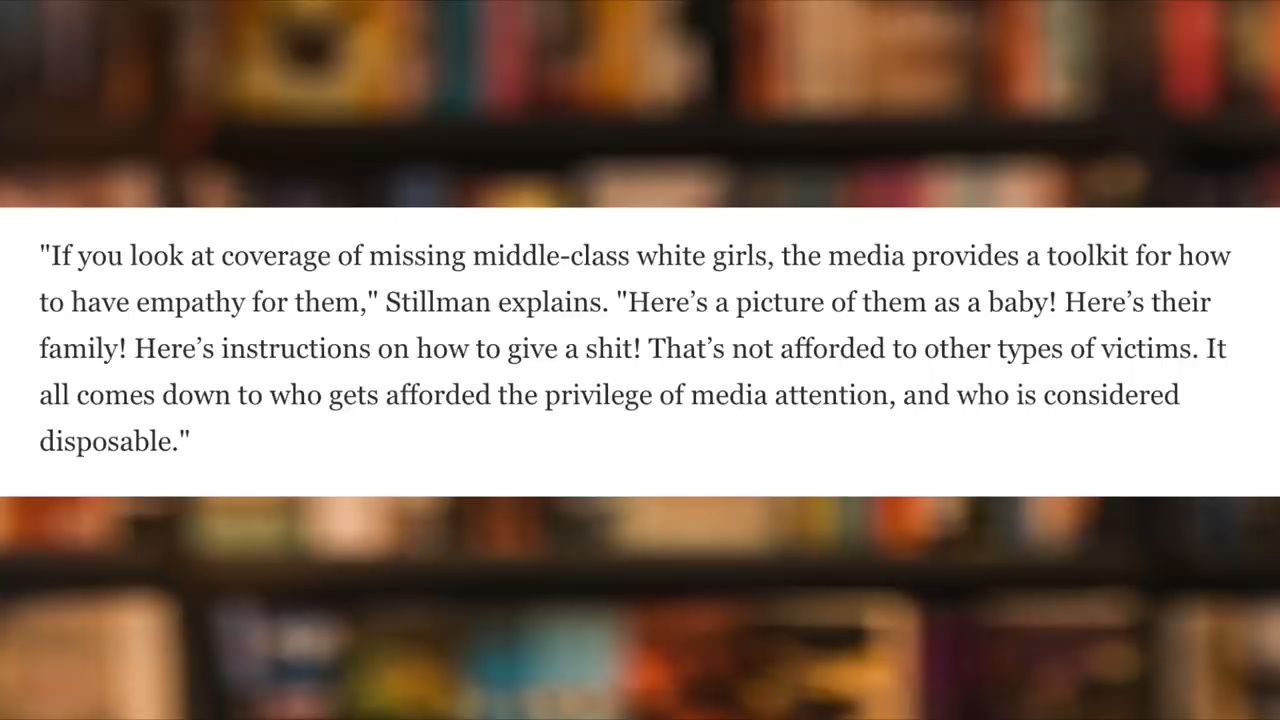 "If you look at coverage of missing middle-class white girls, the media provides a toolkit for how
to have empathy for them," Stillman explains. "Here’s a picture of them as a baby! Here’s their
family! Here’s instructions on how to give a shit! That’s not afforded to other types of victims. It
all comes down to who gets afforded the privilege of media attention, and who is considered
disposable."